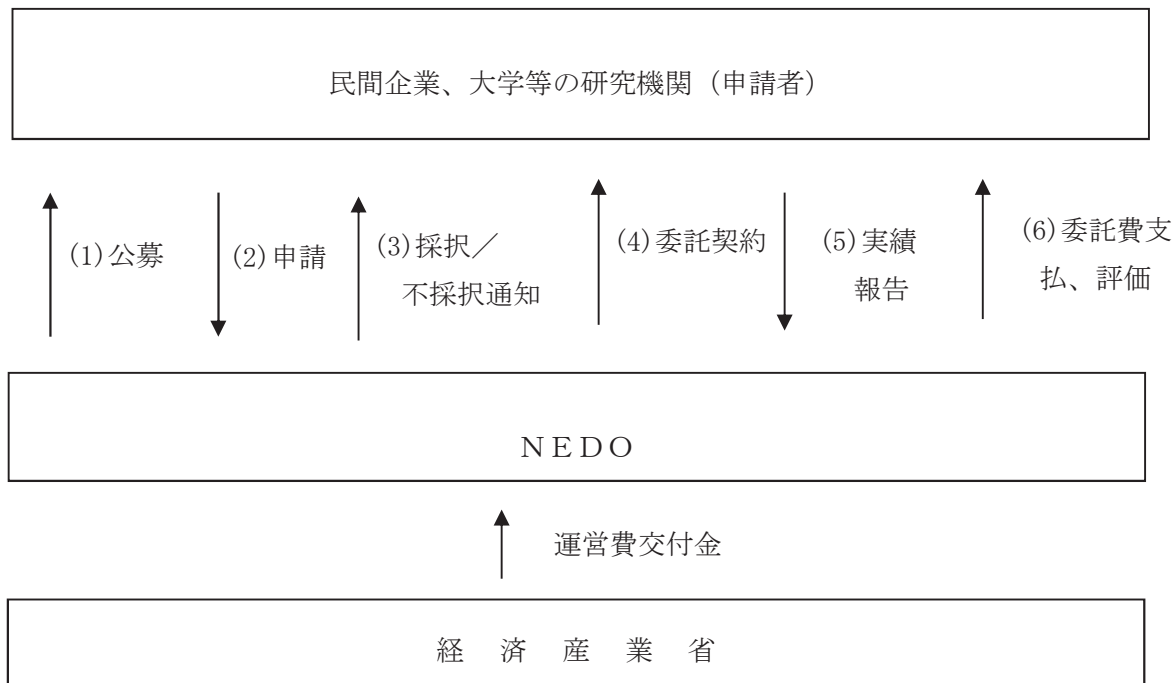 民間企業、大学等の研究機関（申請者）
(1)公募
(2)申請
(3)採択／
不採択通知
(4)委託契約
(5)実績
報告
(6)委託費支
払、評価
ＮＥＤＯ
運営費交付金
経　済　産　業　省